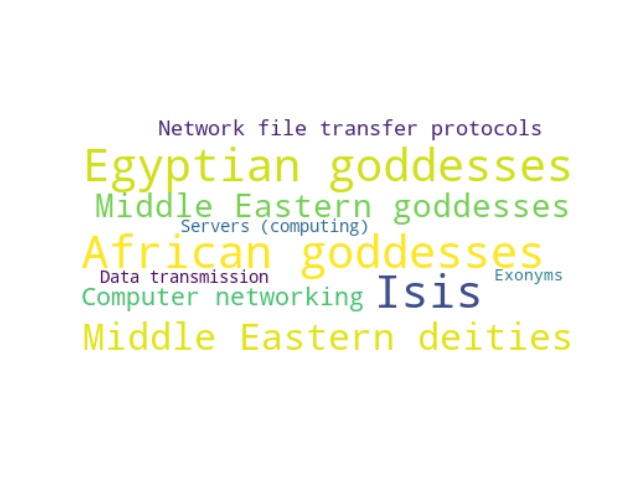 Network file transfer protocols
Egyptian goddesses
Middle Eastern goddesses
Servers (computing)
African goddesses
Data transmission
Exonyms
Computer networking
Isis
Middle Eastern deities